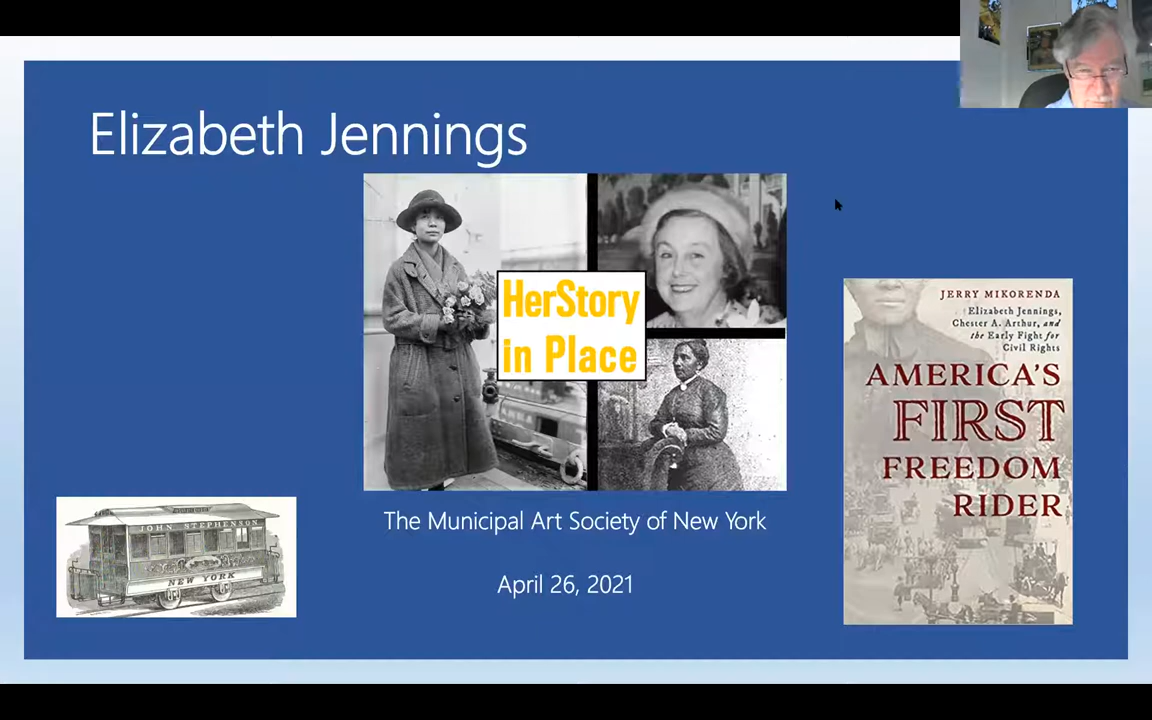 Elizabeth Jennings
HerStory
in Place
JERRY MIKORENDA
Elizabeth Jennings,
Chester A. Arthur, and
the Early Fight for
Civil Rights
AMERICA'S
FIRST
FREEDOM
RIDER
JOHN STEPHENSON
NEW YORK
The Municipal Art Society of New York
April 26, 2021